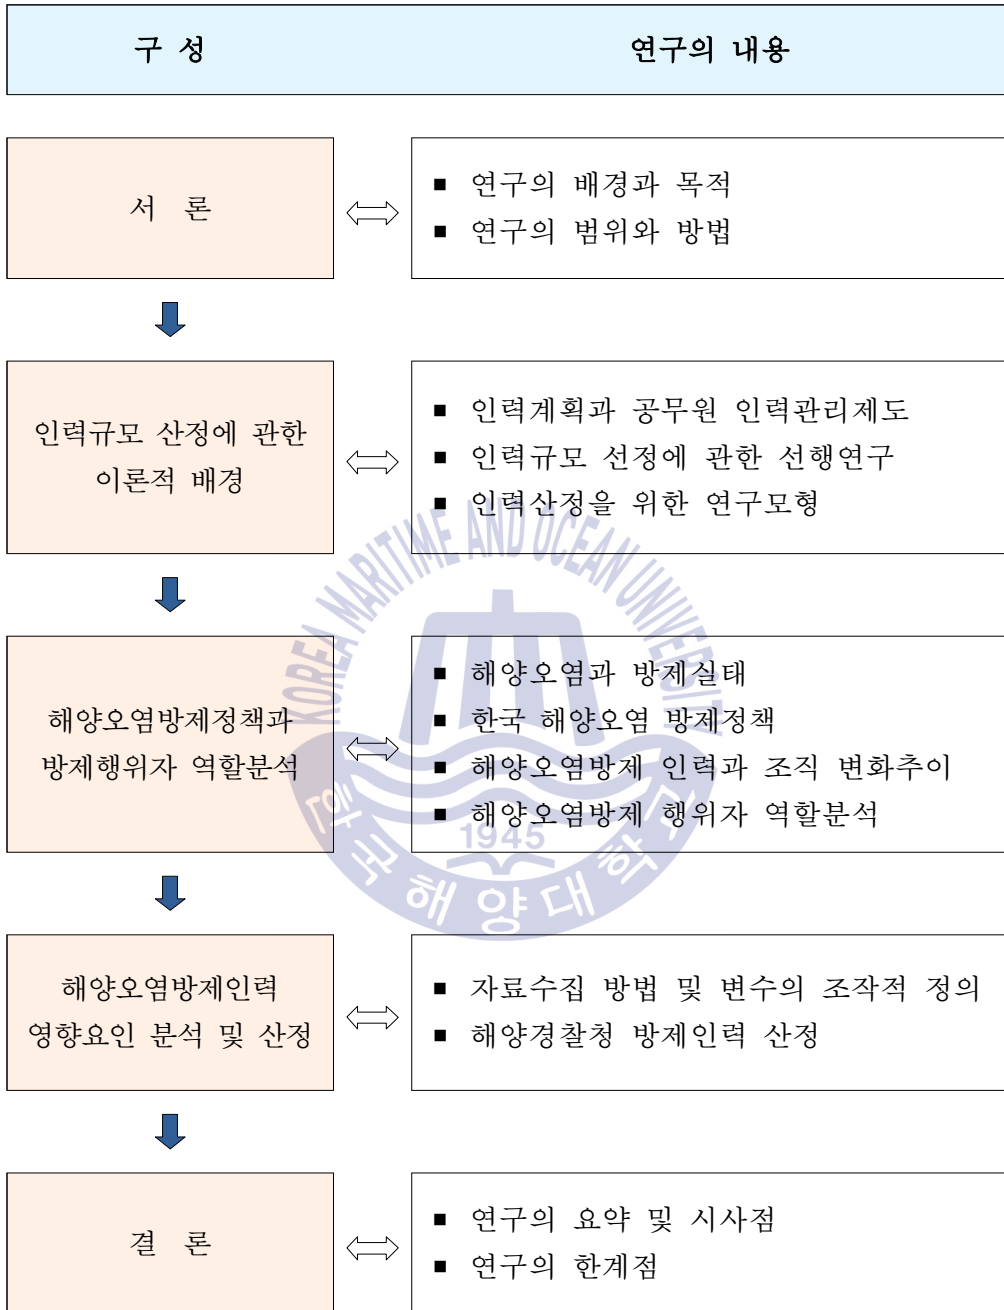 구 성 연구의 내용
서 론
■ 연구의 배경과 목적
■ 연구의 범위와 방법
인력규모 산정에 관한
이론적 배경
■ 인력계획과 공무원 인력관리제도
■ 인력규모 선정에 관한 선행연구
■ 인력산정을 위한 연구모형
해양오염방제정책과
방제행위자 역할분석
■ 해양오염과 방제실태
■ 한국 해양오염 방제정책
■ 해양오염방제 인력과 조직 변화추이
■ 해양오염방제 행위자 역할분석
해양오염방제인력
영향요인 분석 및 산정
■ 자료수집 방법 및 변수의 조작적 정의
■ 해양경찰청 방제인력 산정
결 론
■ 연구의 요약 및 시사점
■ 연구의 한계점
KOREA MARITIME AND OCEAN UNIVERSITY
1945
한국해양대학교